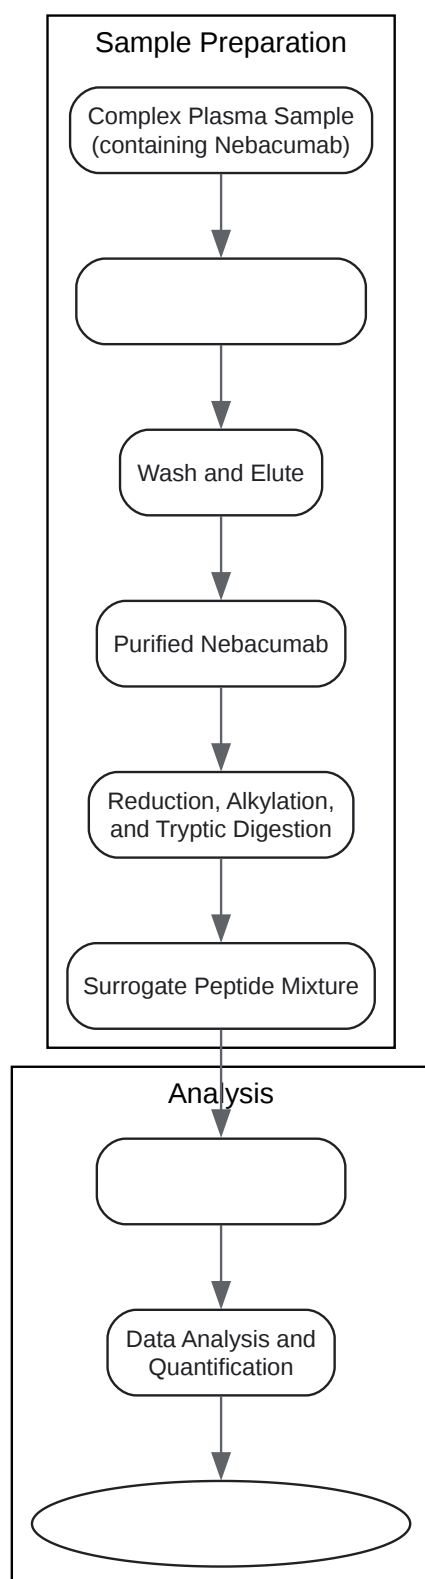 Sample Preparation
Complex Plasma Sample
(containing Nebacumab)
Wash and Elute
Purified Nebacumab
Reduction, Alkylation,
and Tryptic Digestion
Surrogate Peptide Mixture
Analysis
Data Analysis and
Quantification